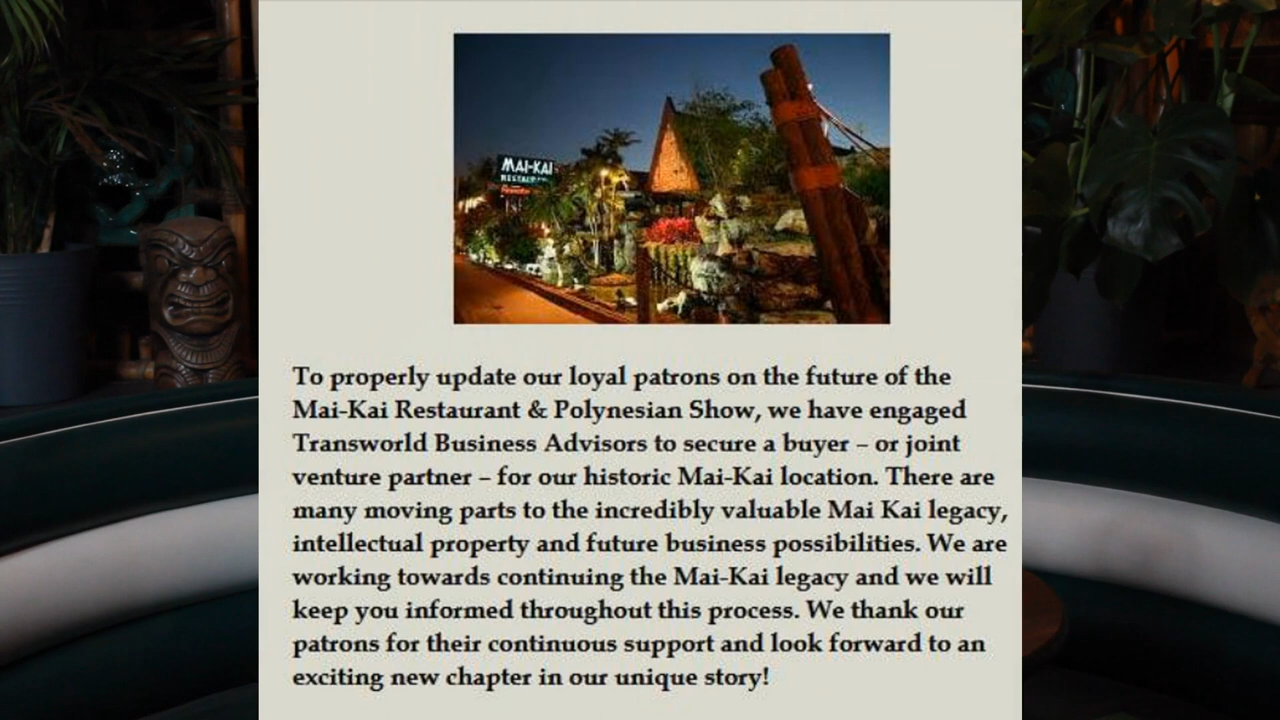 MAI-KAI
RESTAURANT
To properly update our loyal patrons on the future of the
Mai-Kai Restaurant & Polynesian Show, we have engaged
Transworld Business Advisors to secure a buyer – or joint
venture partner – for our historic Mai-Kai location. There are
many moving parts to the incredibly valuable Mai Kai legacy,
intellectual property and future business possibilities. We are
working towards continuing the Mai-Kai legacy and we will
keep you informed throughout this process. We thank our
patrons for their continuous support and look forward to an
exciting new chapter in our unique story!